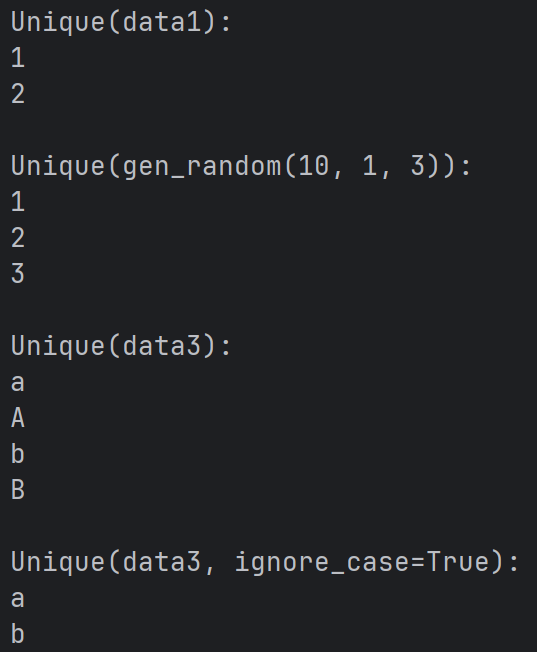 Unique(data1):
1
2
Unique(gen_random(10, 1, 3)):
1
2
3
Unique(data3):
a
A
b
B
Unique(data3, ignore_case=True):
a
b